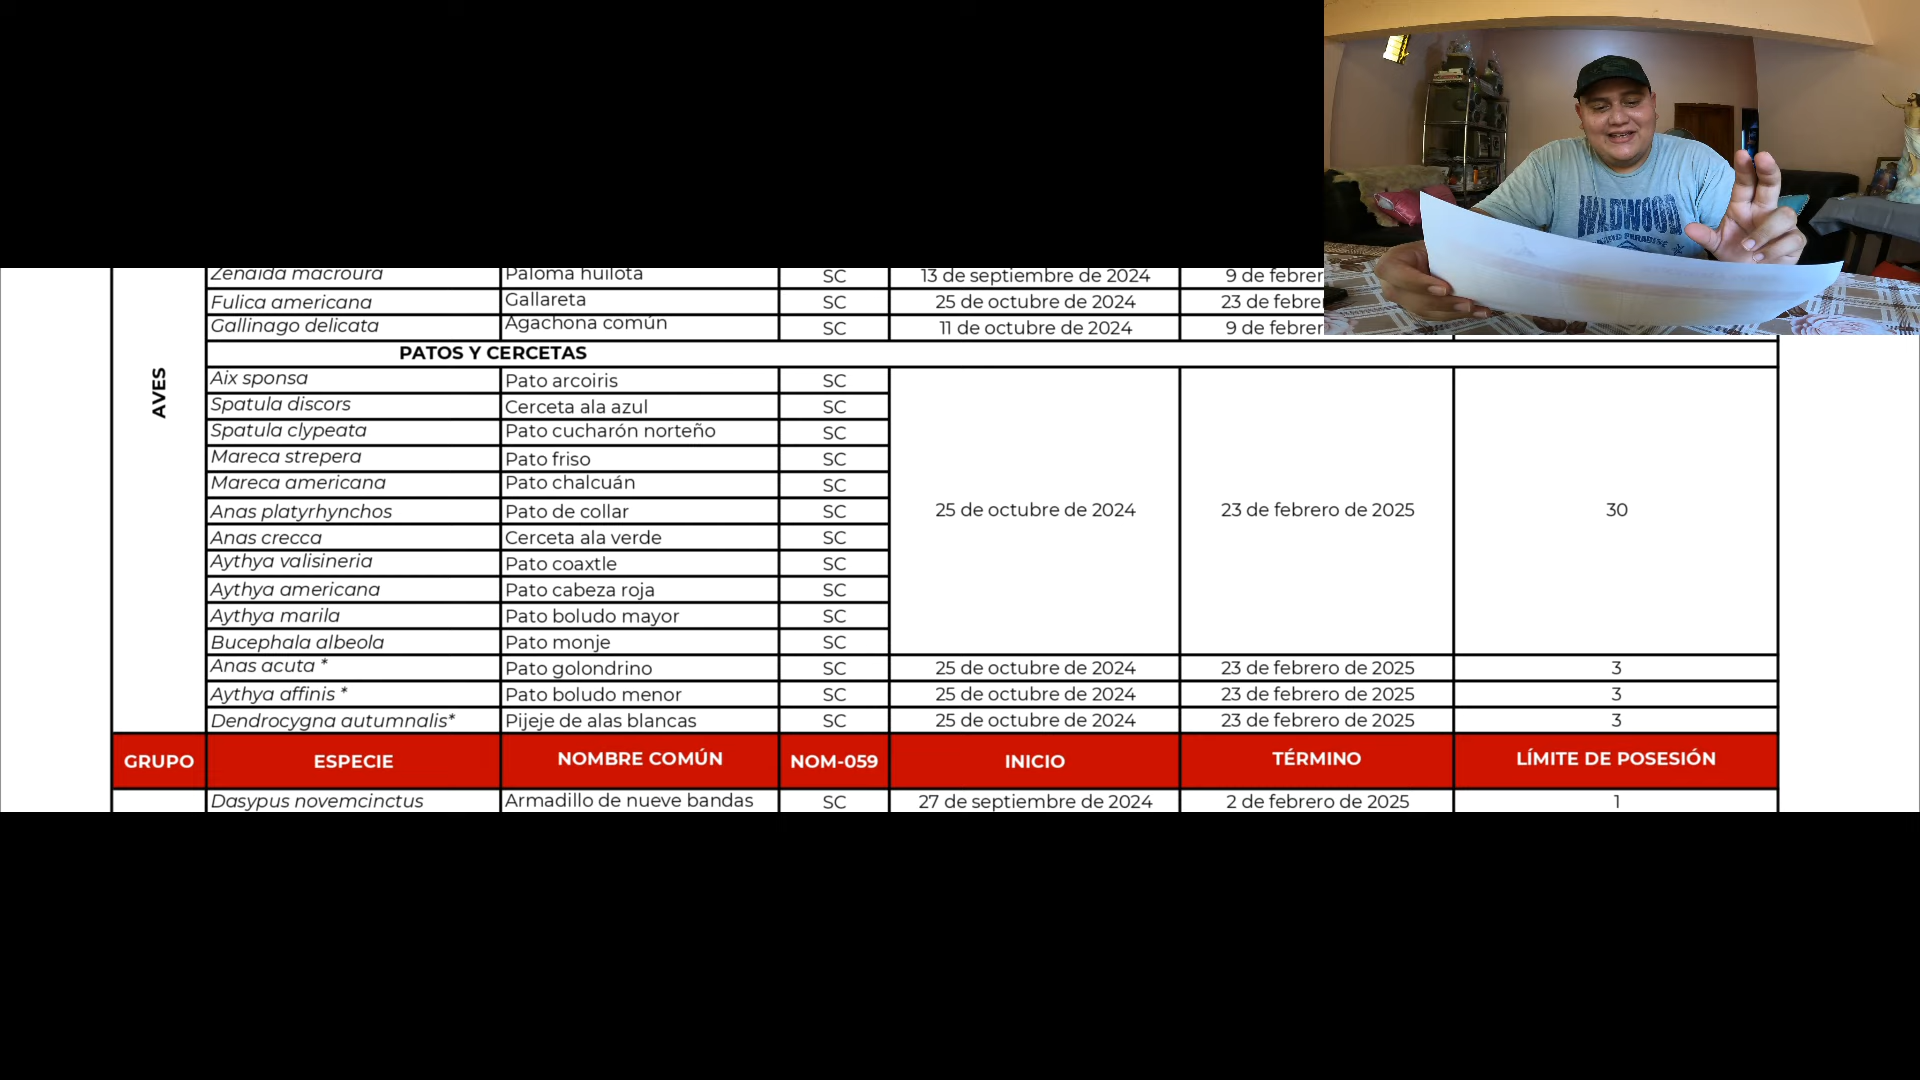 WILDWOOD
PARADISE
AVES
Zenaida macroura Paloma huilota SC 13 de septiembre de 2024 9 de febrer
Fulica americana Gallareta SC 25 de octubre de 2024 23 de febre
Gallinago delicata Agachona común SC 11 de octubre de 2024 9 de febrer
PATOS Y CERCETAS
Aix sponsa Pato arcoiris SC
Spatula discors Cerceta ala azul SC
Spatula clypeata Pato cucharón norteño SC
Mareca strepera Pato friso SC
Mareca americana Pato chalcuán SC
Anas platyrhynchos Pato de collar SC 25 de octubre de 2024 23 de febrero de 2025 30
Anas crecca Cerceta ala verde SC
Aythya valisineria Pato coaxtle SC
Aythya americana Pato cabeza roja SC
Aythya marila Pato boludo mayor SC
Bucephala albeola Pato monje SC
Anas acuta * Pato golondrino SC 25 de octubre de 2024 23 de febrero de 2025 3
Aythya affinis * Pato boludo menor SC 25 de octubre de 2024 23 de febrero de 2025 3
Dendrocygna autumnalis* Pijeje de alas blancas SC 25 de octubre de 2024 23 de febrero de 2025 3
GRUPO ESPECIE NOMBRE COMÚN NOM-059 INICIO TÉRMINO LÍMITE DE POSESIÓN
Dasypus novemcinctus Armadillo de nueve bandas SC 27 de septiembre de 2024 2 de febrero de 2025 1